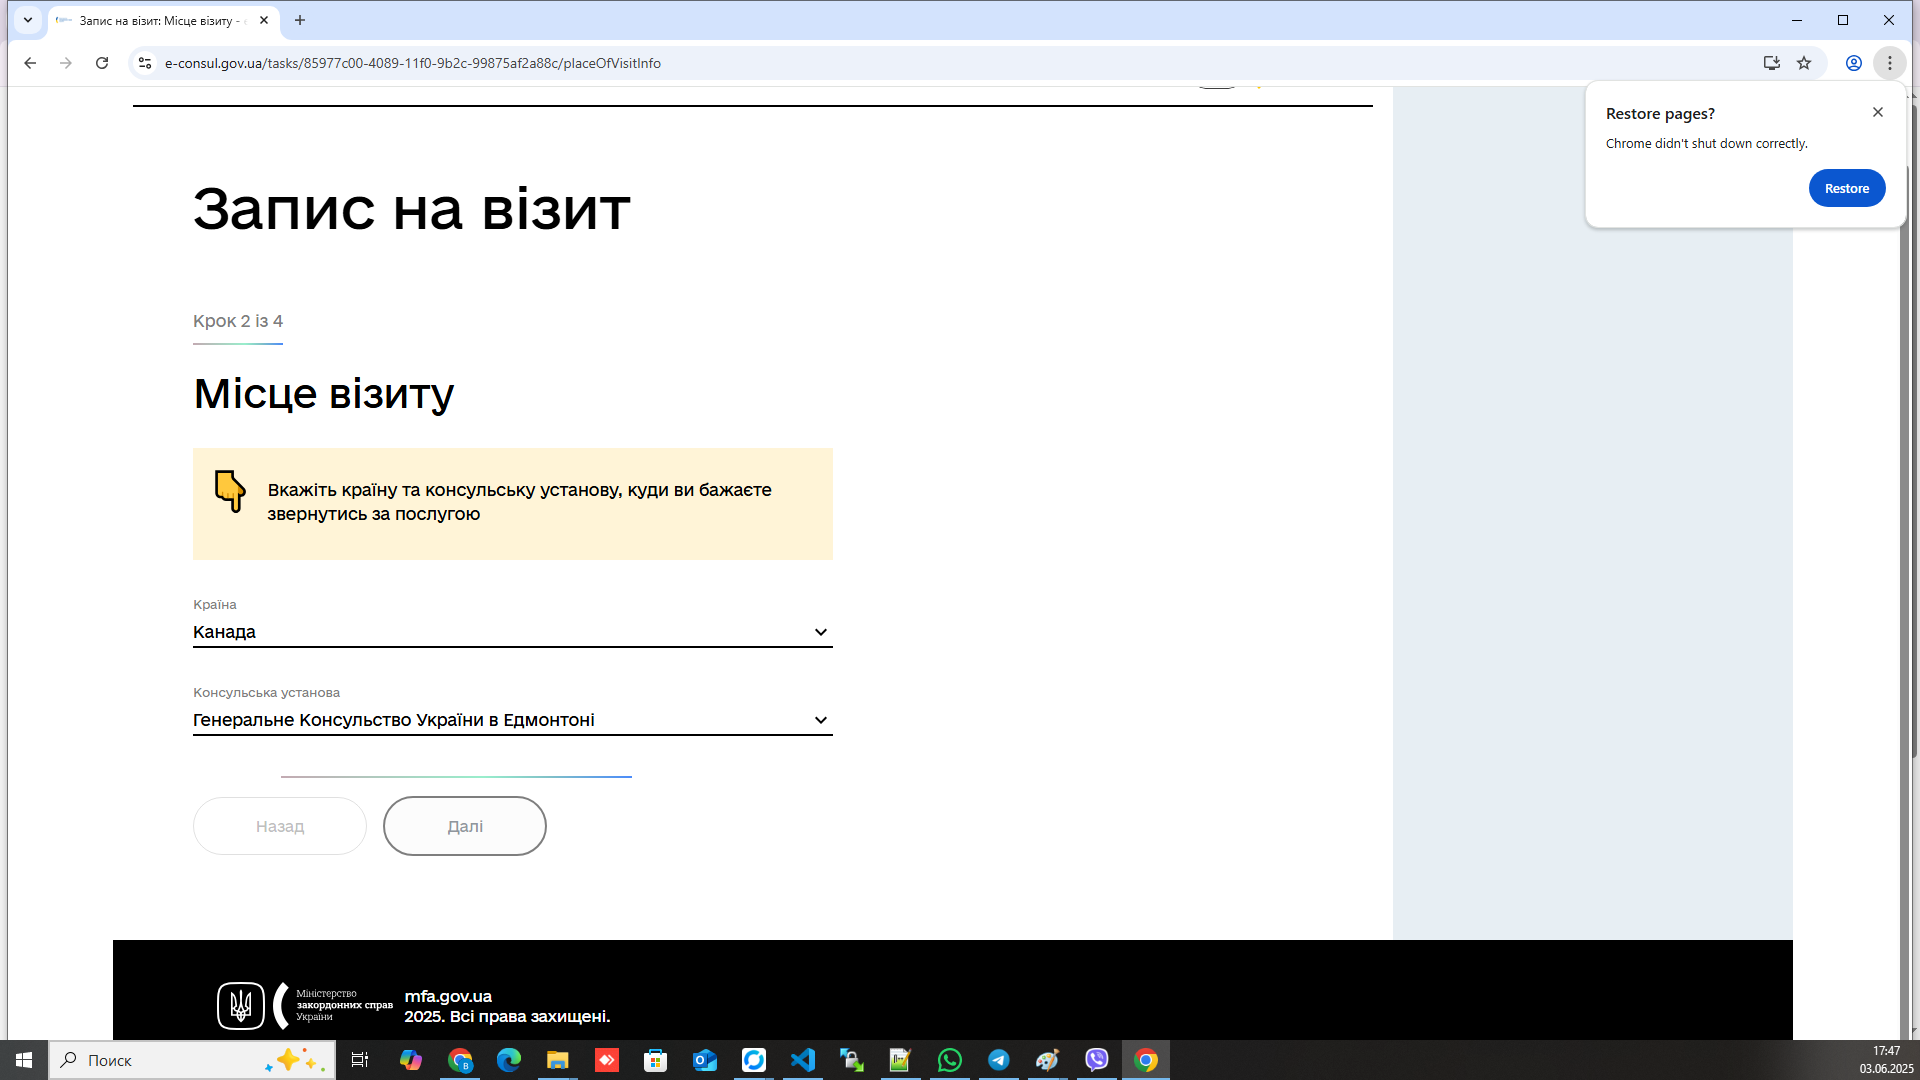 Запис на візит: Місце візиту -
e-consul.gov.ua/tasks/85977c00-4089-11f0-9b2c-99875af2a88c/placeOfVisitInfo
Restore pages?
Chrome didn't shut down correctly.
Restore
Запис на візит
Крок 2 із 4
Місце візиту
Вкажіть країну та консульську установу, куди ви бажаєте
звернутись за послугою
Країна
Канада
Консульська установа
Генеральне Консульство України в Едмонтоні
Назад
Далі
Міністерство
закордонних справ
України
mfa.gov.ua
2025. Всі права захищені.
Поиск
17:47
03.06.2025